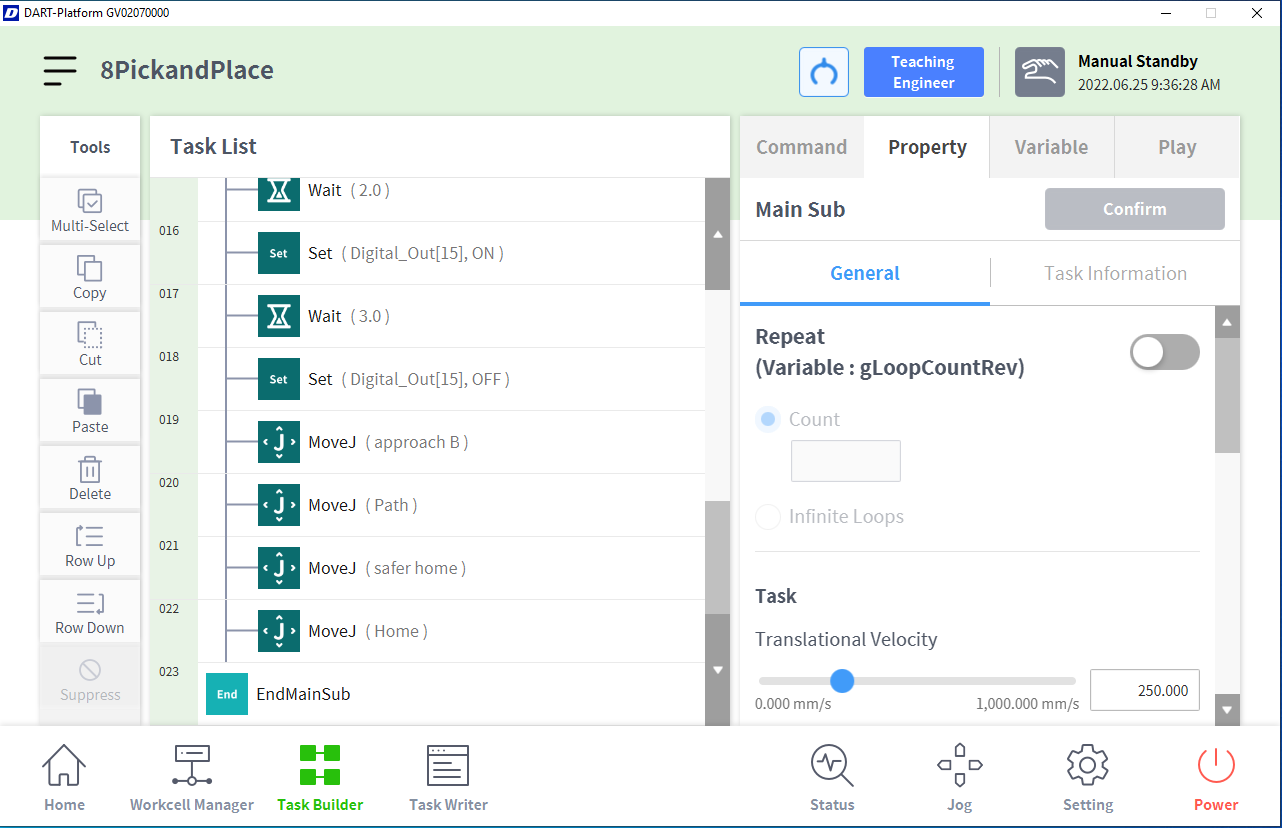 DART-Platform GV02070000
8PickandPlace
Teaching
Engineer
Manual Standby
2022.06.25 9:36:28 AM
Tools
Multi-Select
Copy
Cut
Paste
Delete
Row Up
Row Down
Suppress
Task List
Wait ( 2.0 )
016
Set Set ( Digital_Out[15], ON )
017
Wait ( 3.0 )
018
Set Set ( Digital_Out[15], OFF )
019
J MoveJ ( approach B )
020
J MoveJ ( Path )
021
J MoveJ ( safer home )
022
J MoveJ ( Home )
023
End EndMainSub
Command Property Variable Play
Main Sub Confirm
General Task Information
Repeat
(Variable : gLoopCountRev)
Count
Infinite Loops
Task
Translational Velocity
250.000
0.000 mm/s 1,000.000 mm/s
Home Workcell Manager Task Builder Task Writer Status Jog Setting Power